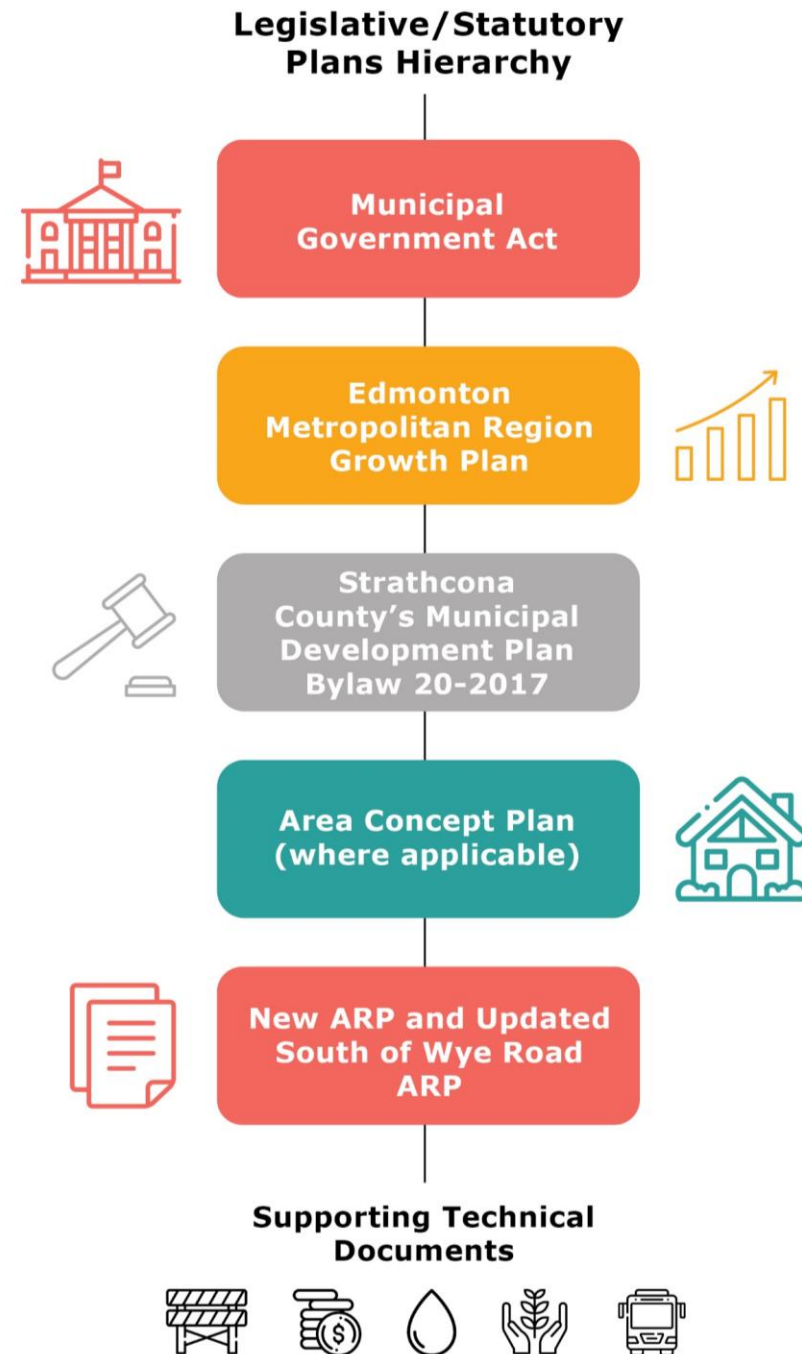 Legislative/Statutory
Plans Hierarchy
Municipal
Government Act
Edmonton
Metropolitan Region
Growth Plan
Strathcona
County’s Municipal
Development Plan
Bylaw 20-2017
Area Concept Plan
(where applicable)
New ARP and Updated
South of Wye Road
ARP
Supporting Technical
Documents
$